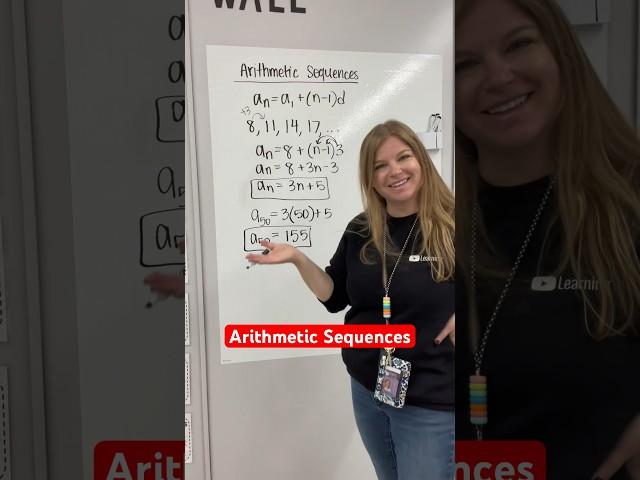 WALL
Arithmetic Sequences
aₙ = a₁ + (n-1)d
+3
8, 11, 14, 17, ...
aₙ = 8 + (n-1)3
aₙ = 8 + 3n - 3
aₙ = 3n + 5
a₅₀ = 3(50) + 5
a₅₀ = 155
Learning
Arithmetic Sequences